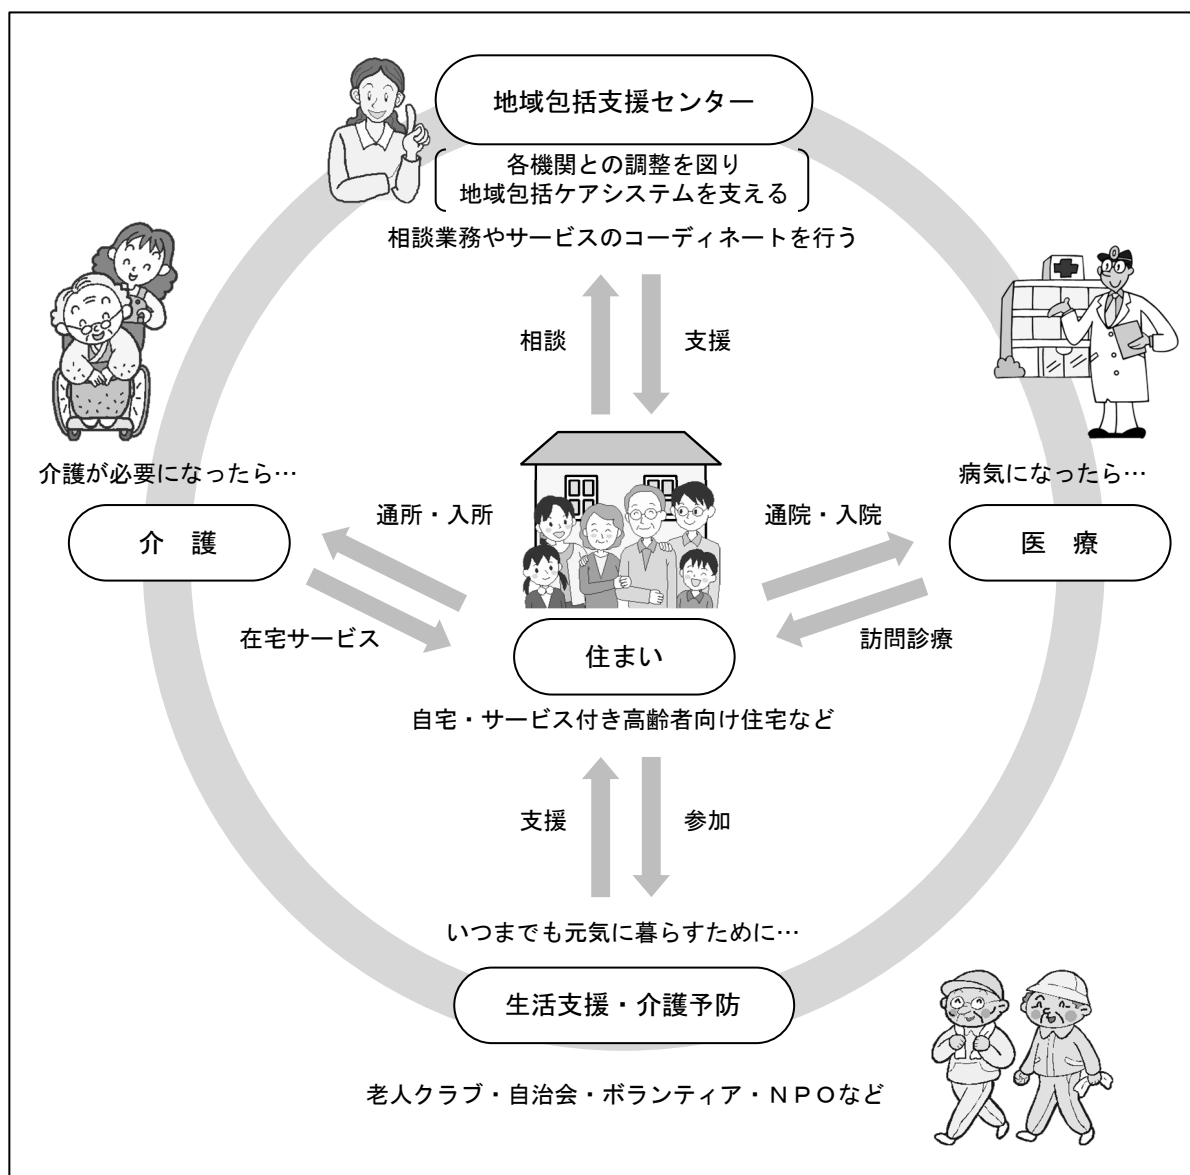 地域包括支援センター
各機関との調整を図り
地域包括ケアシステムを支える
相談業務やサービスのコーディネートを行う
相談
支援
介護が必要になったら…
病気になったら…
通所・入所
通院・入院
介　護
医　療
在宅サービス
訪問診療
住まい
自宅・サービス付き高齢者向け住宅など
支援
参加
いつまでも元気に暮らすために…
生活支援・介護予防
老人クラブ・自治会・ボランティア・ＮＰＯなど